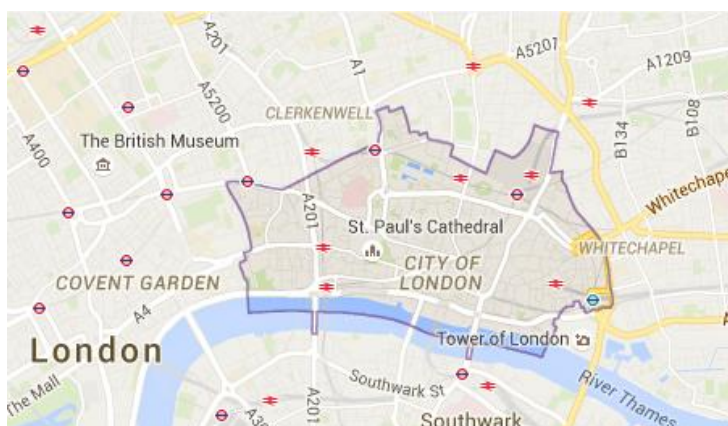 A201
A5201
A1
A1209
A5200
CLERKENWELL
A400
The British Museum
B134
B108
Whitechapel
A201
St. Paul's Cathedral
WHITECHAPEL
COVENT GARDEN
CITY OF
LONDON
A4
London
Tower of London
The Mall
Southwark St
River Thames
A201
Southwark